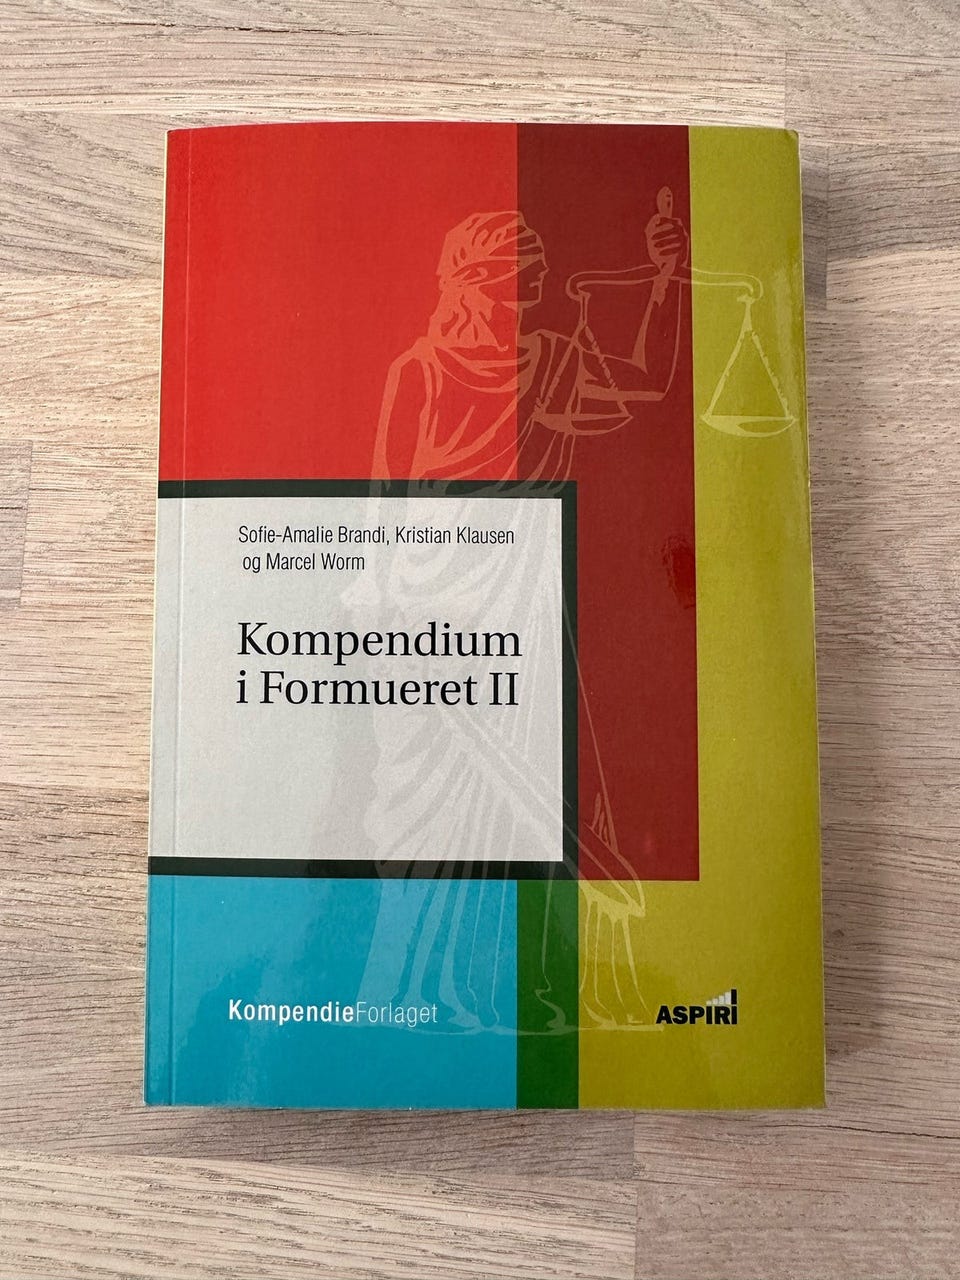 Sofie-Amalie Brandi, Kristian Klausen
og Marcel Worm
Kompendium
i Formueret II
KompendieForlaget
ASPIRI